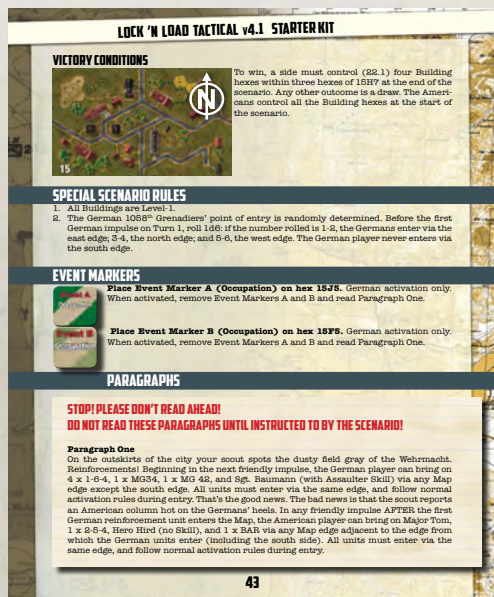 LOCK 'N LOAD TACTICAL v4.1 STARTER KIT
VICTORY CONDITIONS
To win, a side must control (22.1) four Building
hexes within three hexes of 15H7 at the end of the
scenario. Any other outcome is a draw. The Ameri-
cans control all the Building hexes at the start of
the scenario.
N
15
SPECIAL SCENARIO RULES
1. All Buildings are Level-1.
2. The German 1058th Grenadiers' point of entry is randomly determined. Before the first
German impulse on Turn 1, roll 1d6: if the number rolled is 1-2, the Germans enter via the
east edge; 3-4, the north edge; and 5-6, the west edge. The German player never enters via
the south edge.
EVENT MARKERS
Place Event Marker A (Occupation) on hex 15J5. German activation only.
When activated, remove Event Markers A and B and read Paragraph One.
Event A
Place Event Marker B (Occupation) on hex 15F5. German activation only.
When activated, remove Event Markers A and B and read Paragraph One.
Event B
Occupation
PARAGRAPHS
STOP! PLEASE DON'T READ AHEAD!
DO NOT READ THESE PARAGRAPHS UNTIL INSTRUCTED TO BY THE SCENARIO!
Paragraph One
On the outskirts of the city your scout spots the dusty field gray of the Wehrmacht.
Reinforcements! Beginning in the next friendly impulse, the German player can bring on
4 x 1-6-4, 1 x MG34, 1 x MG 42, and Sgt. Baumann (with Assaulter Skill) via any Map
edge except the south edge. All units must enter via the same edge, and follow normal
activation rules during entry. That's the good news. The bad news is that the scout reports
an American column hot on the Germans' heels. In any friendly impulse AFTER the first
German reinforcement unit enters the Map, the American player can bring on Major Tom,
1 x 2-5-4, Hero Hird (no Skill), and 1 x BAR via any Map edge adjacent to the edge from
which the German units enter (including the south side). All units must enter via the
same edge, and follow normal activation rules during entry.
43